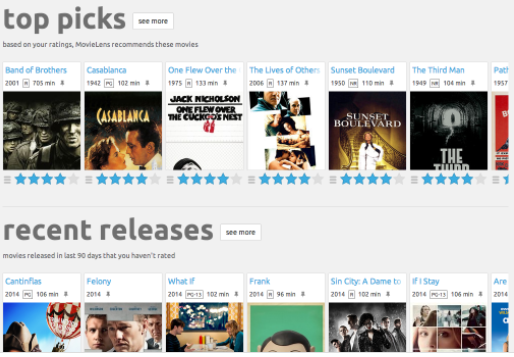 top picks see more
based on your ratings, MovieLens recommends these movies
Band of Brothers Casablanca One Flew Over the The Lives of Others Sunset Boulevard The Third Man Path
2001 R 705 min 1942 PG 102 min 1975 R 133 min 2006 R 137 min 1950 NR 110 min 1949 NR 104 min 1957
CASABLANCA
JACK NICHOLSON
ONE FLEW OVER
THE CUCKOO'S NEST
SUNSET
BOULEVARD
THE
THIRD
recent releases see more
movies released in last 90 days that you haven't rated
Cantinflas Felony What If Frank Sin City: A Dame to If I Stay Are
2014 PG 106 min 2014 2014 PG-13 102 min 2014 R 96 min 2014 R 102 min 2014 PG-13 106 min 2014